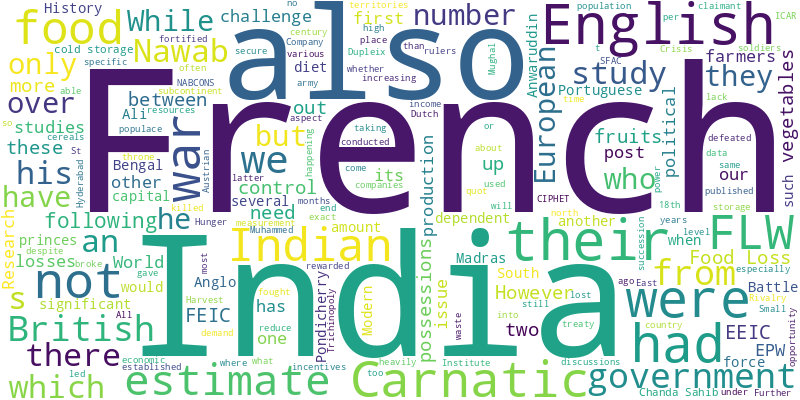 French
India
also
English
their
not
Carnatic
had
were
Indian
FLW
war
we
food
from
estimate
government
British
which
there
an
his
over
only
While
Nawab
number
study
they
European
who
but
have
he
s
these
between
studies
following
losses
World
Anglo
FEIC
has
one
two
However
South
EEIC
EPW
force
Battle
Food Loss
when
another
our
political
such vegetables
farmers
more
fruits
post
up
production
dependent
possessions
issue
Pondicherry
Trichinopoly
Modern
Madras
Portuguese
Anwaruddin
challenge
first
diet
out
Ali
its
control
need
several
amount
capital
other
Bengal
princes
would
significant
Research
History
cold storage
specific
NABCONS
often
subcontinent
able
resources
populace
cereals
so
Hyderabad
St
throne
killed
despite
Hunger
measurement
broke
most
gave
Harvest
All
demand
reduce
economic
established
led
where
what
incentives
Austrian
latter
happening
exact
months
end
Muhammed
fought
rewarded
waste
heavily
too
Institute
discussions
companies
used
quot
or
about
come
conducted
taking
aspect
whether
increasing
income
Dutch
army
secure
various
place
high
per
than
rulers
century
Company
Dupleix
Mughal
no
territories
population
claimant
ICAR
Crisis
soldiers
t
SFAC
lack
defeated
data
same
published
power
storage
level
18th
years
time
CIPHET
will
north
succession
especially
ago
East
Rivalry
still
into
lost
treaty
country
Small
opportunity
Chanda Sahib
under
Further